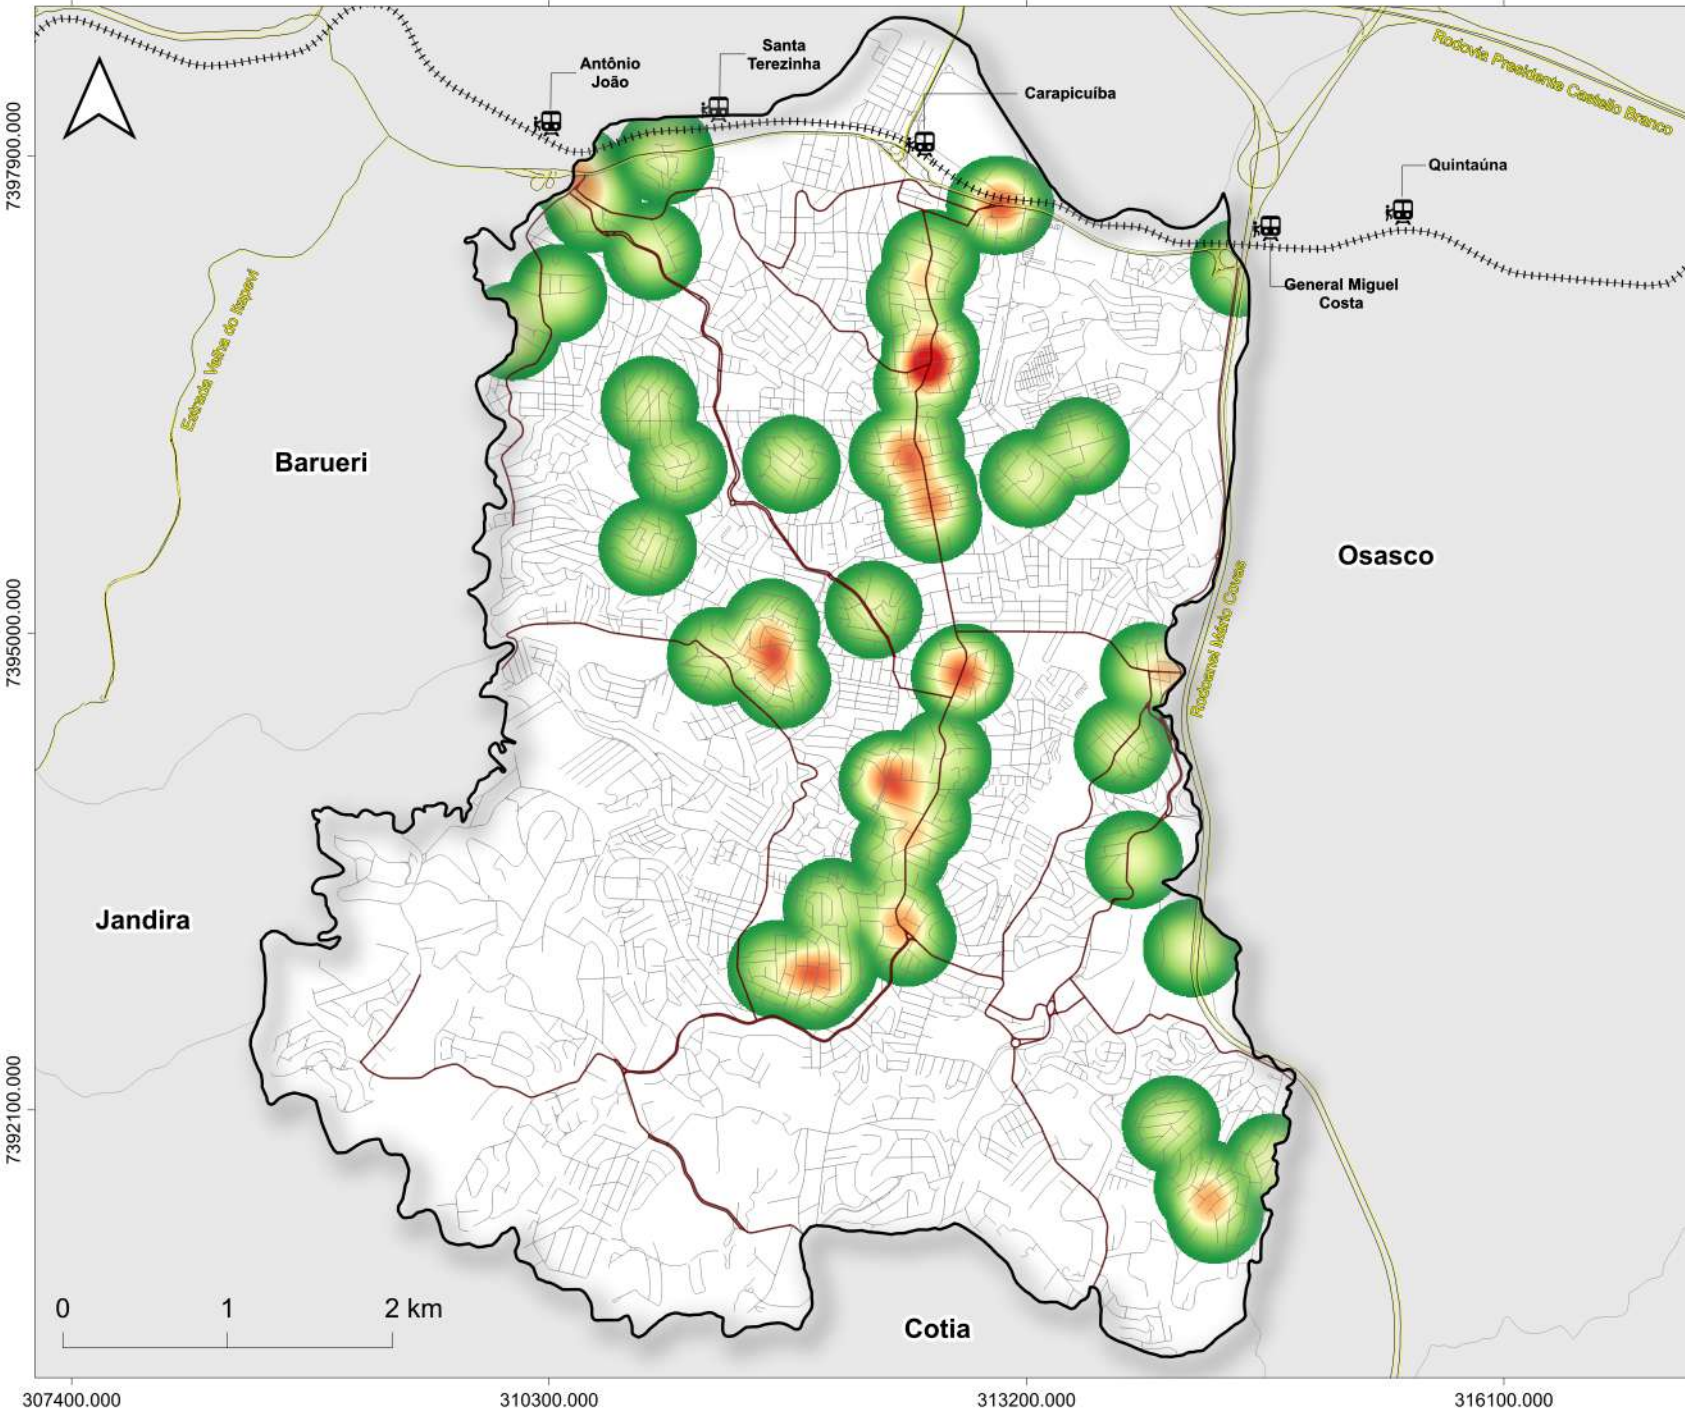 Santa
Terezinha
Antônio
João
Carapicuíba
Rodovia Presidente Castello Branco
Quintaúna
General Miguel
Costa
Estrada Velha do Itapevi
Barueri
Osasco
Rodoanel Mário Covas
Jandira
Cotia
0 1 2 km
7397900.000
7395000.000
7392100.000
307400.000 310300.000 313200.000 316100.000